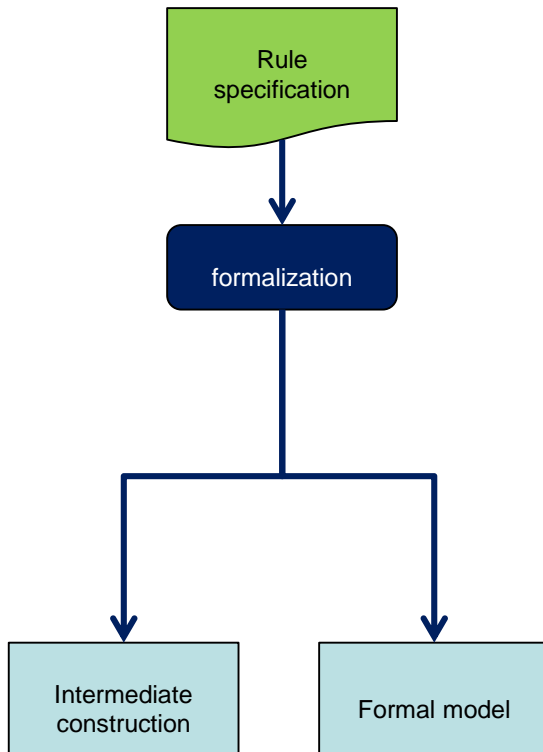 Rule
specification
formalization
Intermediate
construction
Formal model